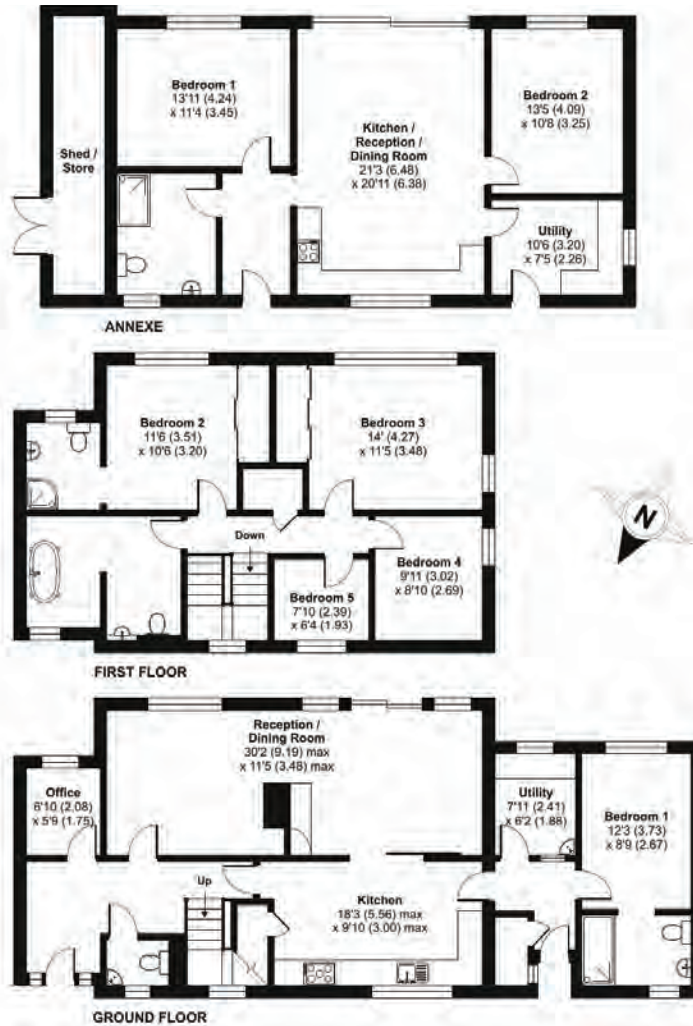 Bedroom 1
13'11 (4.24)
x 11'4 (3.45)
Kitchen /
Reception /
Dining Room
21'3 (6.48)
x 20'11 (6.38)
Bedroom 2
13'5 (4.09)
x 10'8 (3.25)
Shed /
Store
Utility
10'6 (3.20)
x 7'5 (2.26)
ANNEXE
Bedroom 2
11'6 (3.51)
x 10'6 (3.20)
Bedroom 3
14' (4.27)
x 11'5 (3.48)
N
Down
Bedroom 4
9'11 (3.02)
x 8'10 (2.69)
Bedroom 5
7'10 (2.39)
x 6'4 (1.93)
FIRST FLOOR
Reception /
Dining Room
30'2 (9.19) max
x 11'5 (3.48) max
Office
6'10 (2.08)
x 5'9 (1.75)
Utility
7'11 (2.41)
x 6'2 (1.88)
Bedroom 1
12'3 (3.73)
x 8'9 (2.67)
Up
Kitchen
18'3 (5.56) max
x 9'10 (3.00) max
GROUND FLOOR